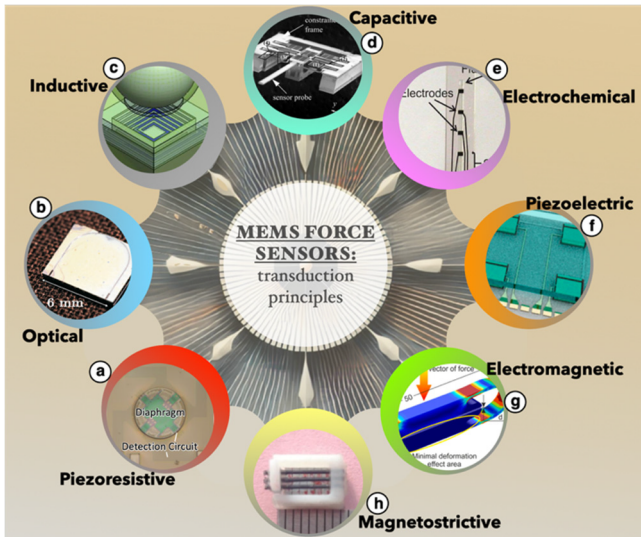 MEMS FORCE
SENSORS:
transduction
principles
a
Diaphragm
Detection Circuit
Piezoresistive
b
6 mm
Optical
c
Inductive
Capacitive
d
frame
sensor probe
e
Electrodes
Electrochemical
Piezoelectric
f
Electromagnetic
vector of force
50
g
Minimal deformation
effect area
h
Magnetostrictive